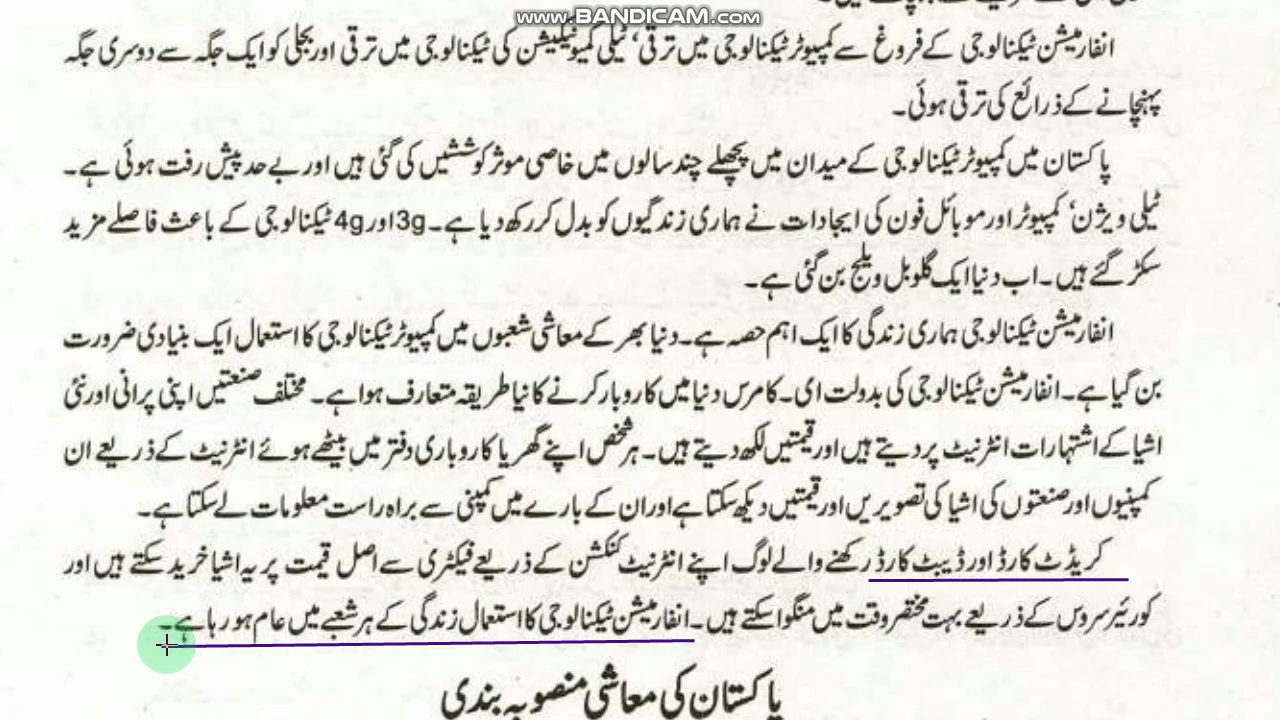 www.BANDICAM.com
انفارمیشن ٹیکنالوجی کے فروغ سے کمپیوٹر ٹیکنالوجی میں ترقی، ٹیلی کمیونیکیشن کی ٹیکنالوجی میں ترقی اور بجلی کو ایک جگہ سے دوسری جگہ
پہنچانے کے ذرائع کی ترقی ہوئی۔
پاکستان میں کمپیوٹر ٹیکنالوجی کے میدان میں پچھلے چند سالوں میں خاصی موثر کوششیں کی گئی ہیں اور بے حد پیش رفت ہوئی ہے۔
ٹیلی ویژن، کمپیوٹر اور موبائل فون کی ایجادات نے ہماری زندگیوں کو بدل کر رکھ دیا ہے۔ 3g اور 4g ٹیکنالوجی کے باعث فاصلے مزید
سکڑ گئے ہیں۔ اب دنیا ایک گلوبل ویلج بن گئی ہے۔
انفارمیشن ٹیکنالوجی ہماری زندگی کا ایک اہم حصہ ہے۔ دنیا بھر کے معاشی شعبوں میں کمپیوٹر ٹیکنالوجی کا استعمال ایک بنیادی ضرورت
بن گیا ہے۔ انفارمیشن ٹیکنالوجی کی بدولت ای۔ کامرس دنیا میں کاروبار کرنے کا نیا طریقہ متعارف ہوا ہے۔ مختلف صنعتیں اپنی پرانی اور نئی
اشیا کے اشتہارات انٹرنیٹ پر دیتے ہیں اور قیمتیں لکھ دیتے ہیں۔ ہر شخص اپنے گھر یا کاروباری دفتر میں بیٹھے ہوئے انٹرنیٹ کے ذریعے ان
کمپنیوں اور صنعتوں کی اشیا کی تصویریں اور قیمتیں دیکھ سکتا ہے اور ان کے بارے میں کمپنی سے براہ راست معلومات لے سکتا ہے۔
کریڈٹ کارڈ اور ڈیبٹ کارڈ رکھنے والے لوگ اپنے انٹرنیٹ کنکشن کے ذریعے فیکٹری سے اصل قیمت پر یہ اشیا خرید سکتے ہیں اور
کورئیر سروس کے ذریعے بہت مختصر وقت میں منگوا سکتے ہیں۔ انفارمیشن ٹیکنالوجی کا استعمال زندگی کے ہر شعبے میں عام ہو رہا ہے۔
پاکستان کی معاشی منصوبہ بندی